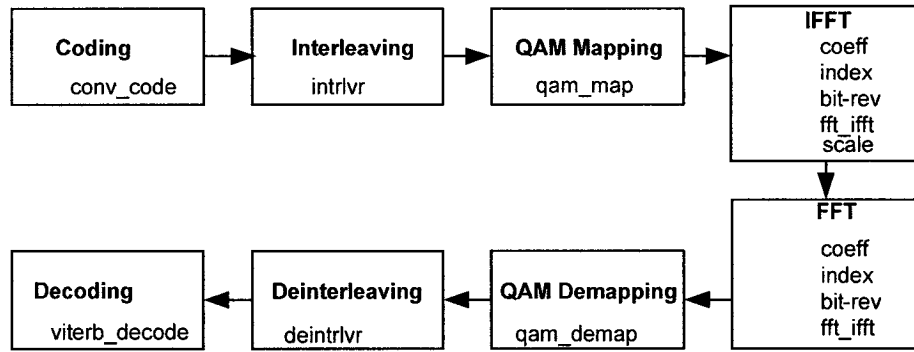 Coding
conv_code
Interleaving
intrlvr
QAM Mapping
qam_map
IFFT
coeff
index
bit-rev
fft_ifft
scale
FFT
coeff
index
bit-rev
fft_ifft
QAM Demapping
qam_demap
Deinterleaving
deintrlvr
Decoding
viterb_decode